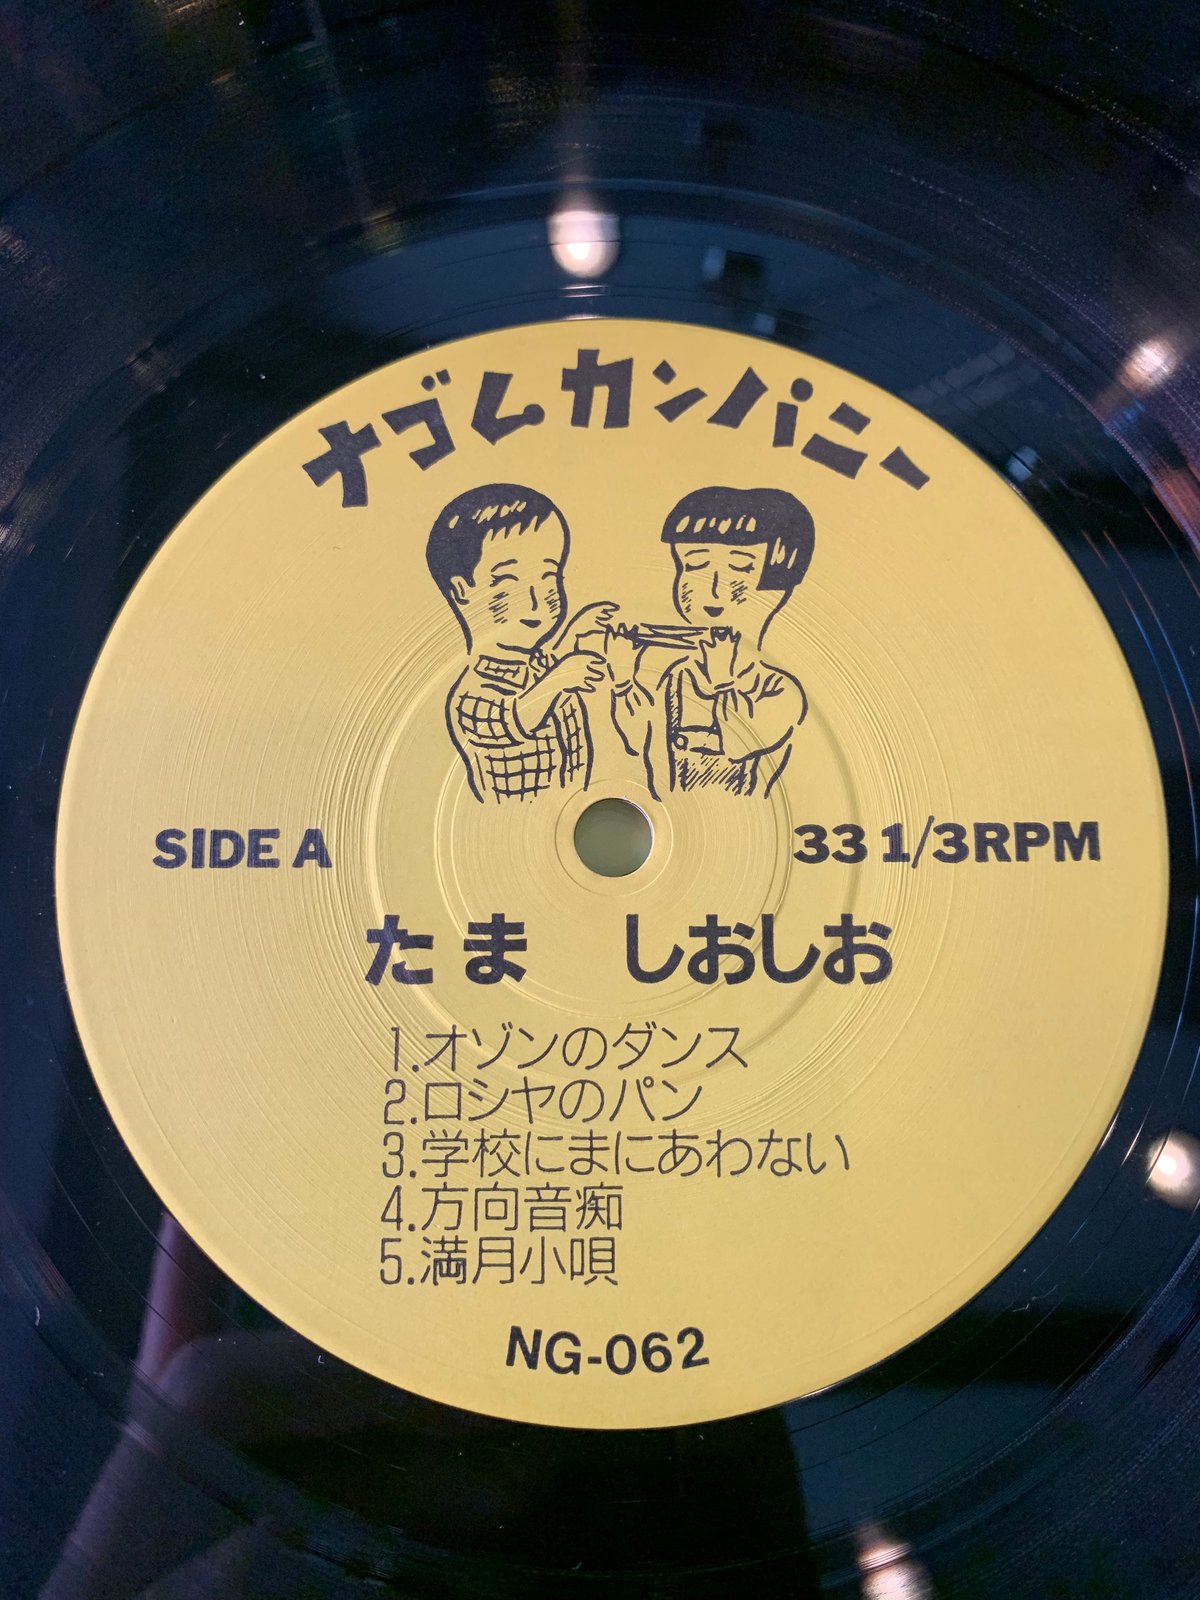 ナゴムカンパニー
SIDE A
33 1/3RPM
たま しおしお
1.オゾンのダンス
2.ロシヤのパン
3.学校にまにあわない
4.方向音痴
5.満月小唄
NG-062